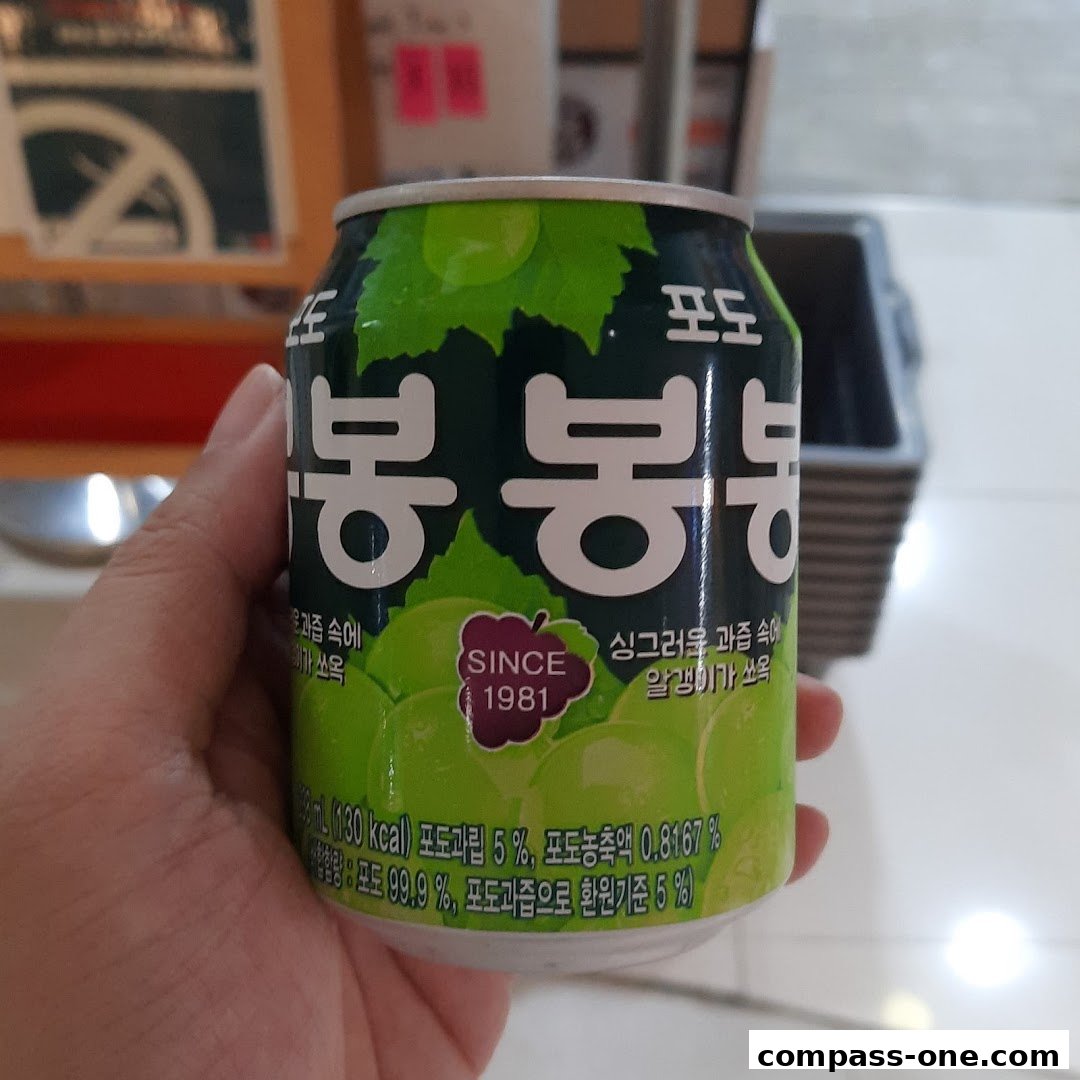 포도
봉 봉봉
SINCE
1981
과즙 속에
쏘옥
싱그러운 과즙 속에
알갱이가 쏘옥
mL (130 kcal) 포도과립 5 %, 포도농축액 0.8167 %
: 포도 99.9 %, 포도과즙으로 환원기준 5 %)
compass-one.com